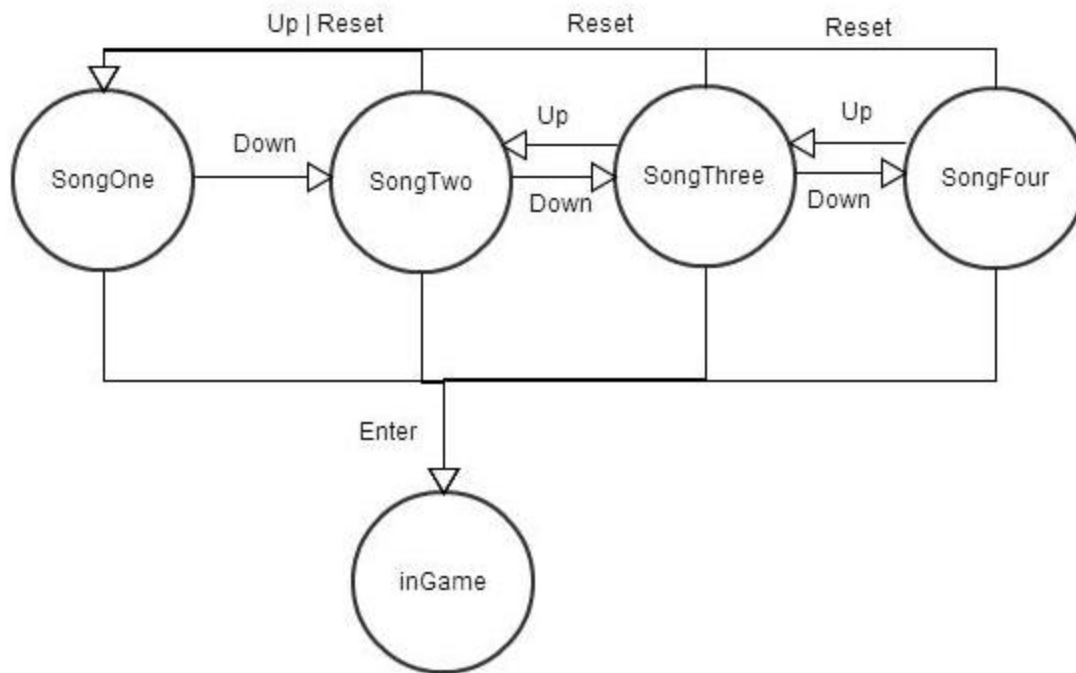 Up | Reset
Reset
Reset
Down
Up
Up
SongOne
SongTwo
SongThree
SongFour
Down
Down
Enter
inGame